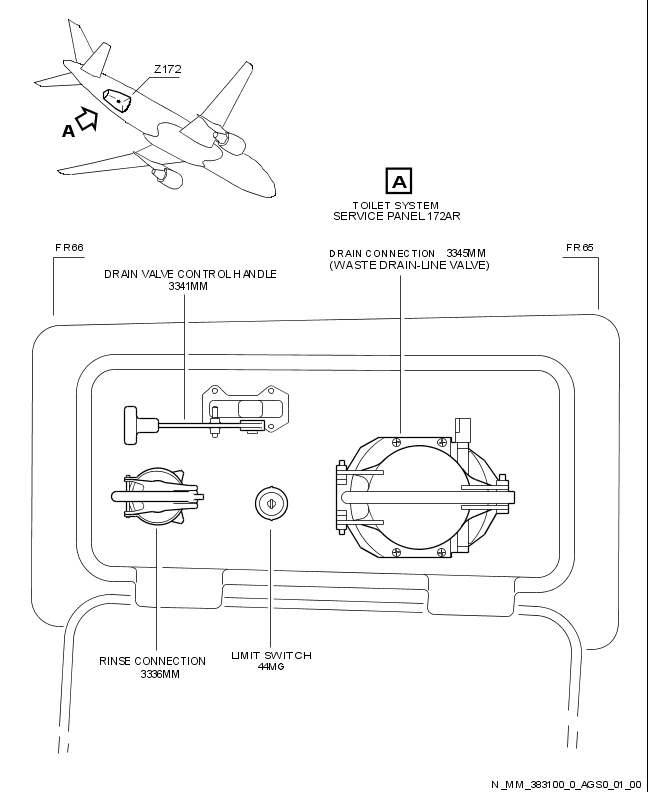 Z172
A
A
TOILET SYSTEM
SERVICE PANEL 172AR
FR66
FR65
DRAIN CONNECTION 3345MM
(WASTE DRAIN-LINE VALVE)
DRAIN VALVE CONTROL HANDLE
3341MM
RINSE CONNECTION
3336MM
LIMIT SWITCH
44MG
N_MM_383100_0_AGS0_01_00